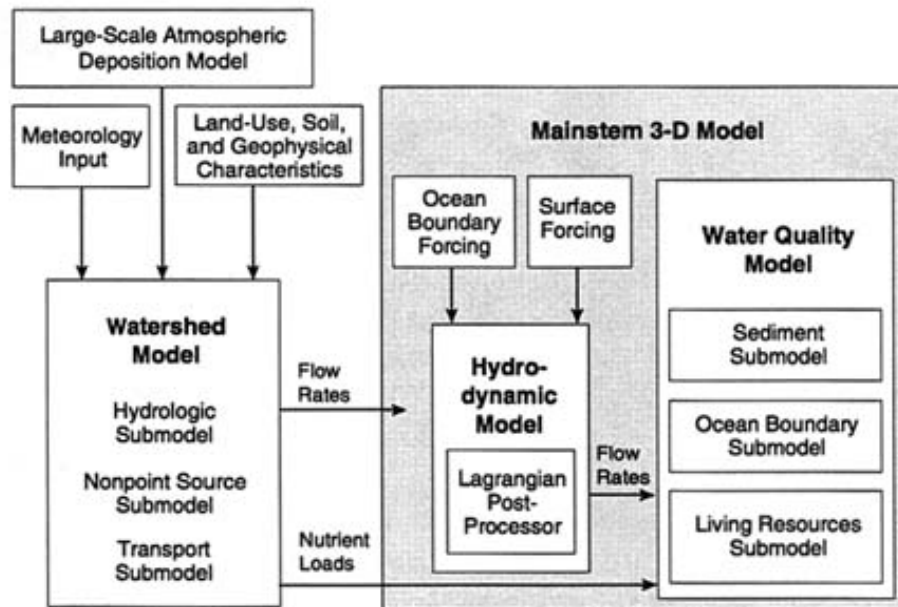 Large-Scale Atmospheric
Deposition Model
Meteorology
Input
Land-Use, Soil,
and Geophysical
Characteristics
Watershed
Model
Hydrologic
Submodel
Nonpoint Source
Submodel
Transport
Submodel
Flow
Rates
Nutrient
Loads
Mainstem 3-D Model
Ocean
Boundary
Forcing
Surface
Forcing
Hydro-
dynamic
Model
Lagrangian
Post-
Processor
Flow
Rates
Water Quality
Model
Sediment
Submodel
Ocean Boundary
Submodel
Living Resources
Submodel